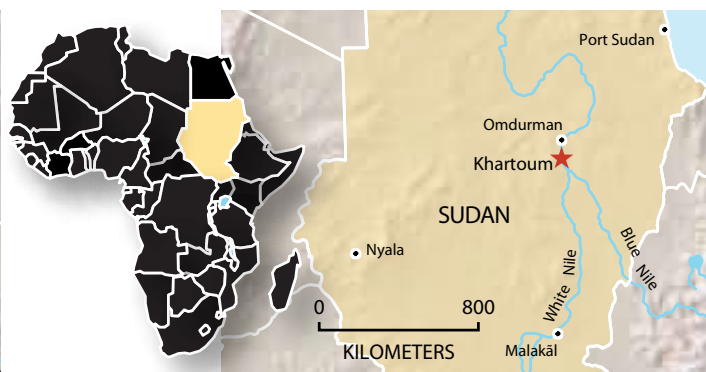 Port Sudan
Omdurman
Khartoum
SUDAN
Nyala
White Nile
Blue Nile
0 800
KILOMETERS
Malakāl